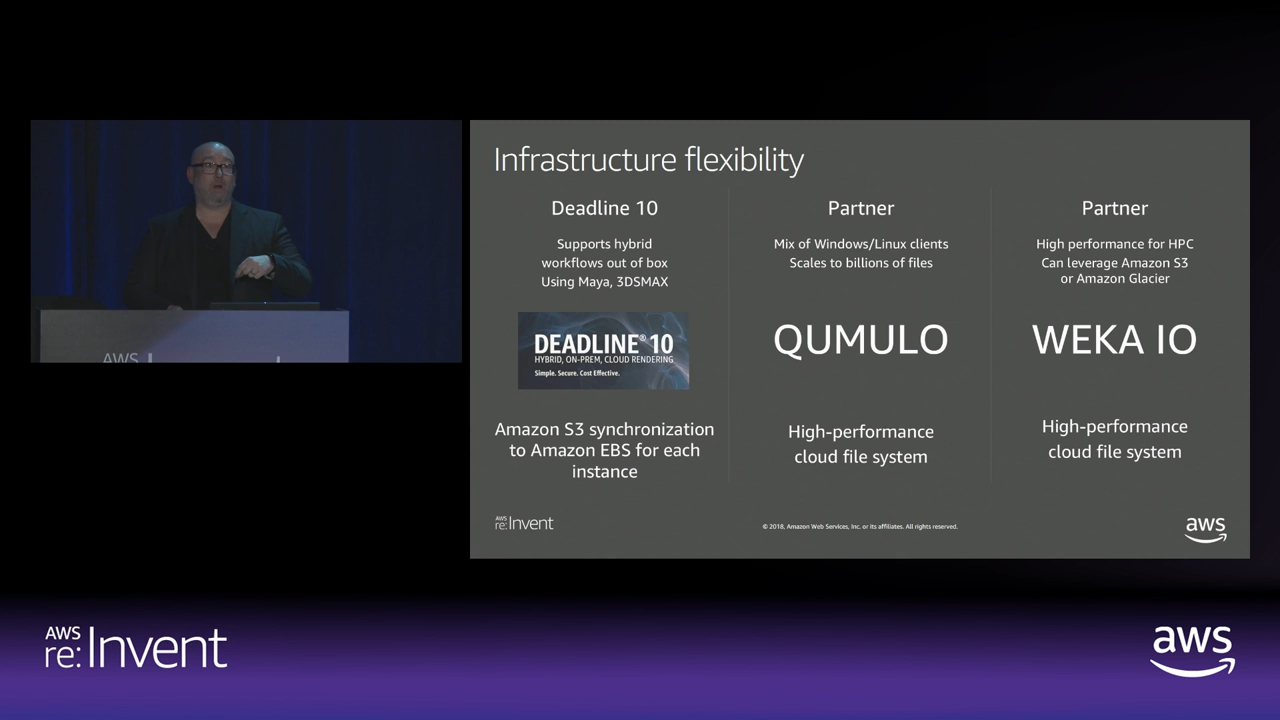 Infrastructure flexibility
Deadline 10
Supports hybrid
workflows out of box
Using Maya, 3DSMAX
DEADLINE® 10
HYBRID, ON-PREM, CLOUD RENDERING
Simple. Secure. Cost Effective.
Amazon S3 synchronization
to Amazon EBS for each
instance
Partner
Mix of Windows/Linux clients
Scales to billions of files
QUMULO
High-performance
cloud file system
Partner
High performance for HPC
Can leverage Amazon S3
or Amazon Glacier
WEKA IO
High-performance
cloud file system
AWS
re:Invent
© 2018, Amazon Web Services, Inc. or its affiliates. All rights reserved.
aws
AWS
AWS
re:Invent
aws